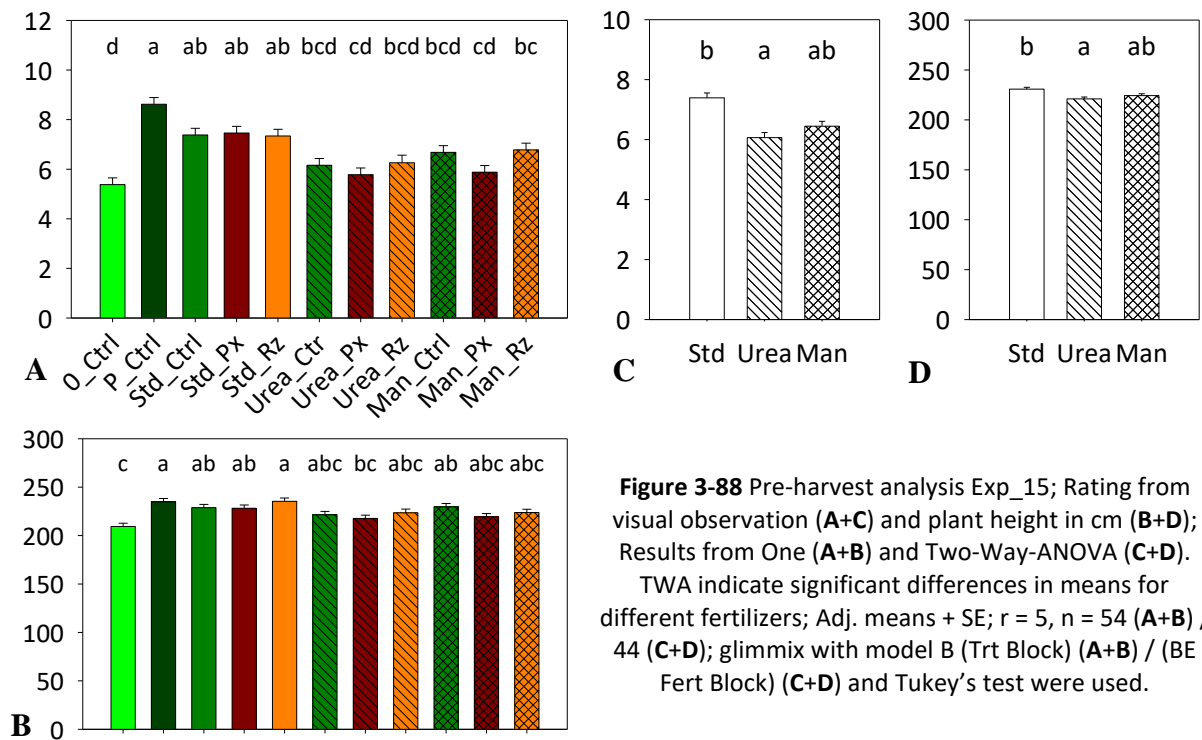 12
10
8
6
4
2
0
d a ab ab ab bcd cd bcd bcd cd bc
0_Ctrl
P_Ctrl
Std_Ctrl
Std_Px
Std_Rz
Urea_Ctr
Urea_Px
Urea_Rz
Man_Ctrl
Man_Px
Man_Rz
A
10
8
6
4
2
0
b a ab
Std Urea Man
C
300
250
200
150
100
50
0
b a ab
Std Urea Man
D
300
250
200
150
100
50
0
c a ab ab a abc bc abc ab abc abc
B
Figure 3-88 Pre-harvest analysis Exp_15; Rating from
visual observation (A+C) and plant height in cm (B+D);
Results from One (A+B) and Two-Way-ANOVA (C+D).
TWA indicate significant differences in means for
different fertilizers; Adj. means + SE; r = 5, n = 54 (A+B) /
44 (C+D); glimmix with model B (Trt Block) (A+B) / (BE
Fert Block) (C+D) and Tukey’s test were used.